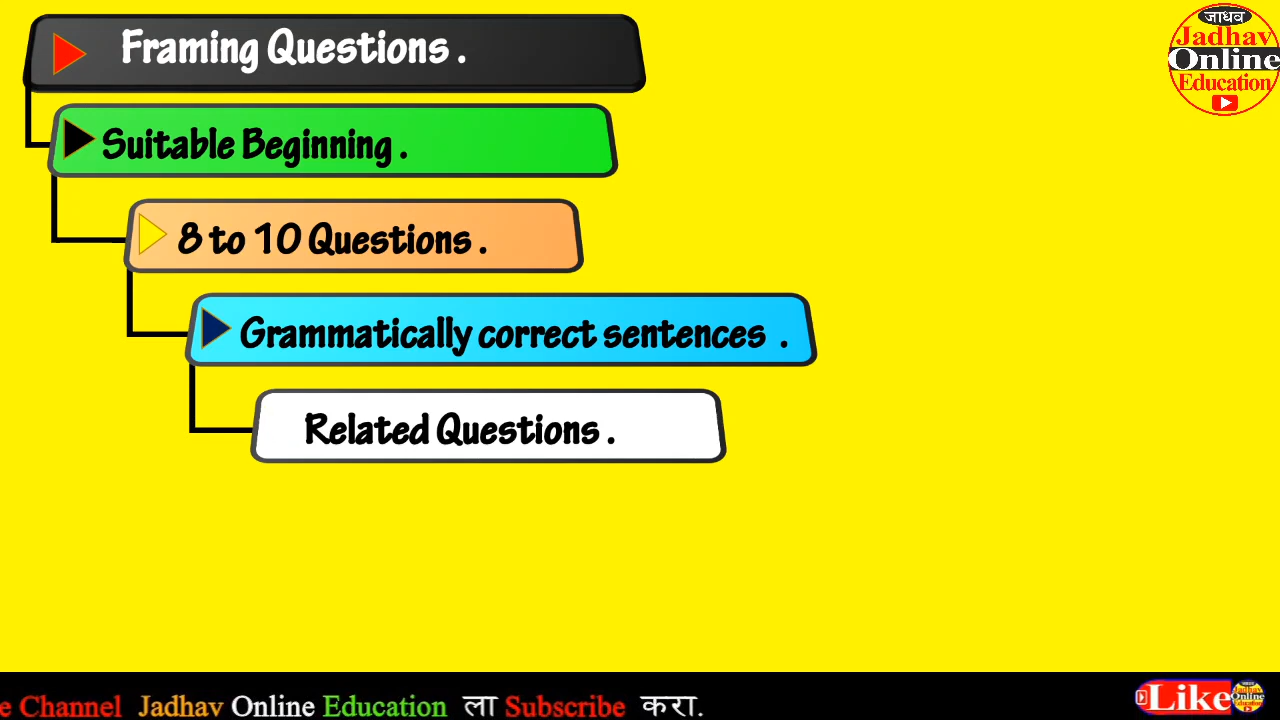 Framing Questions .
Suitable Beginning .
8 to 10 Questions .
Grammatically correct sentences .
Related Questions .
जाधव
Jadhav
Online
Education
e Channel Jadhav Online Education ला Subscribe करा.
Like